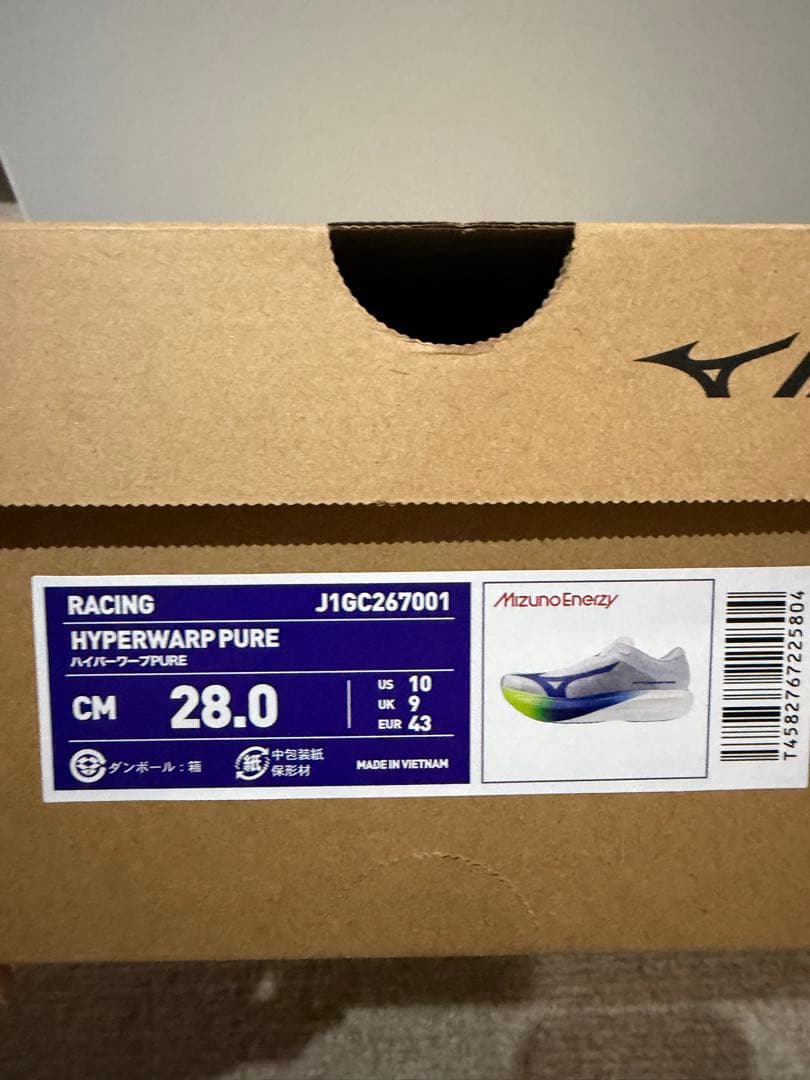 RACING J1GC267001
HYPERWARP PURE
ハイパーワープPURE
CM 28.0
US 10
UK 9
EUR 43
ダンボール：箱
紙 中包装紙
保形材
MADE IN VIETNAM
MizunoEnerzy
T4582767225804